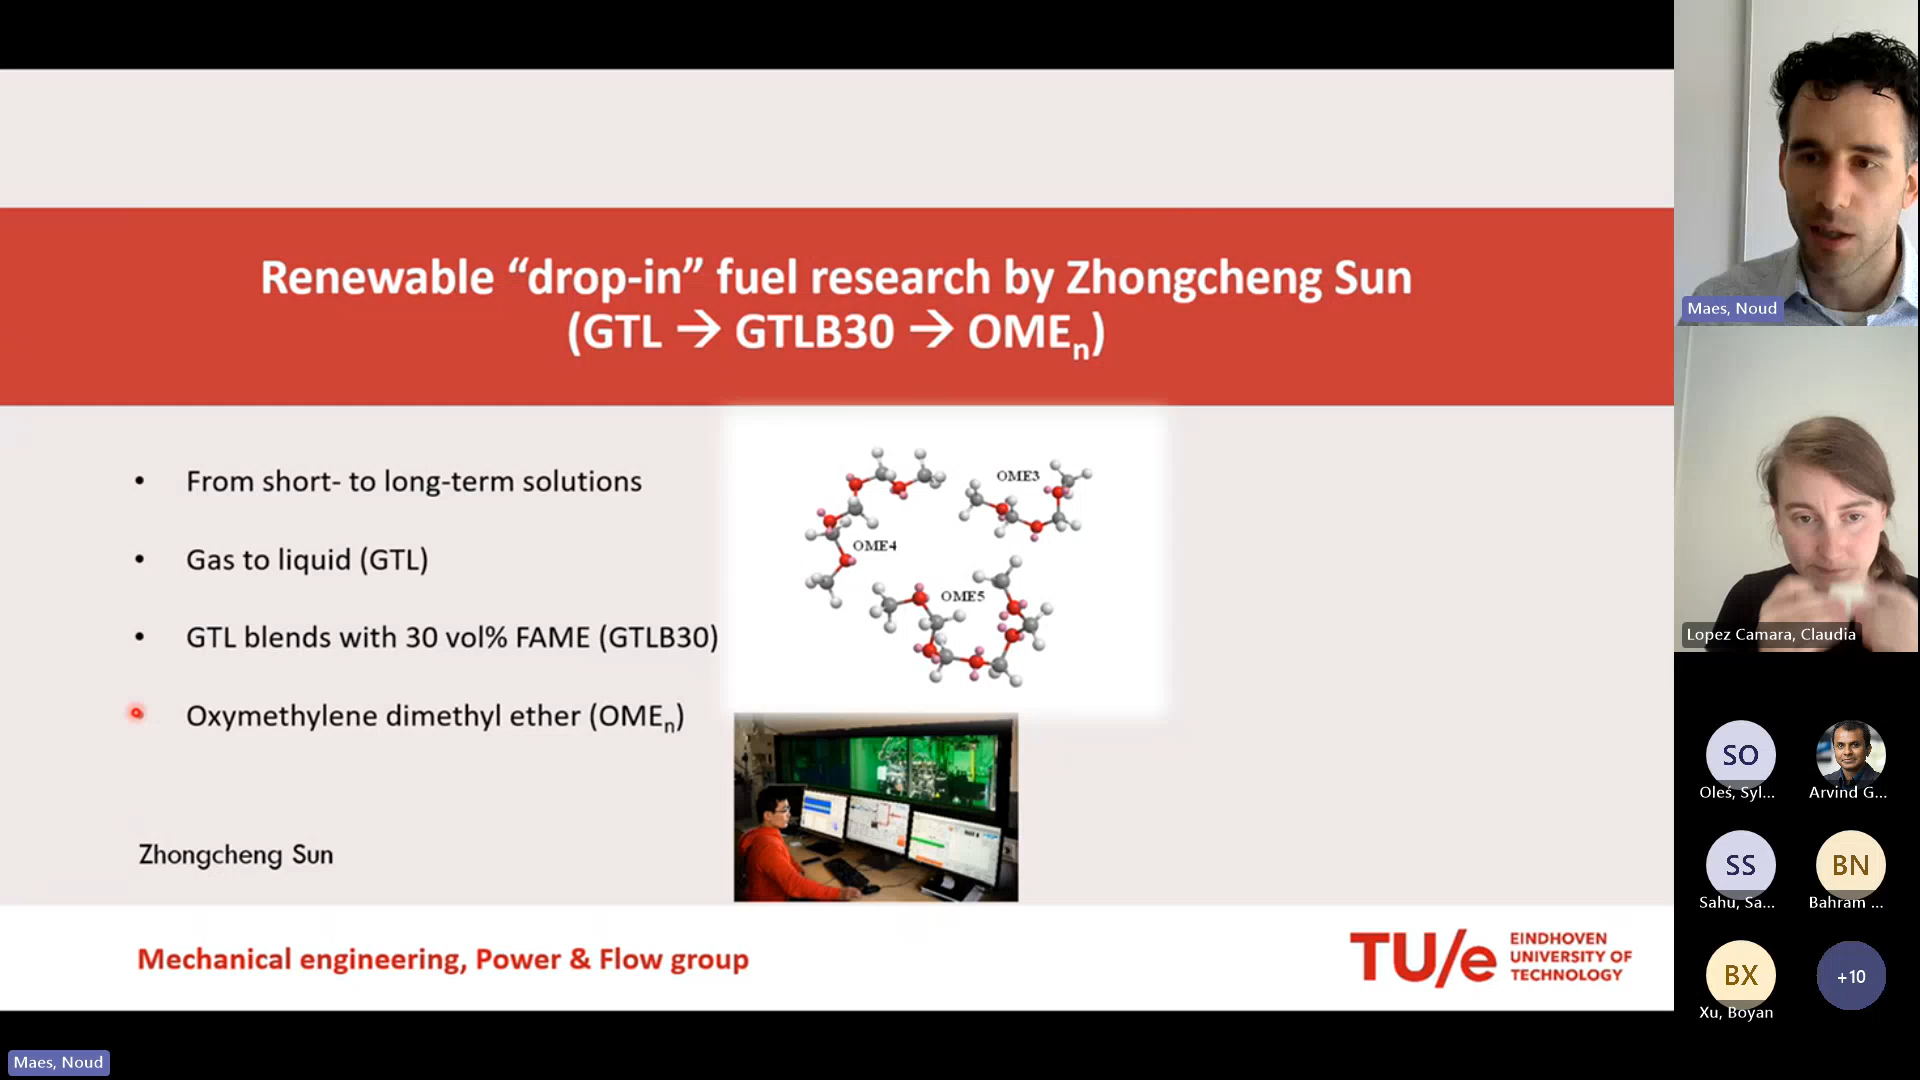 Renewable “drop-in” fuel research by Zhongcheng Sun
(GTL → GTLB30 → OMEn)
• From short- to long-term solutions
• Gas to liquid (GTL)
• GTL blends with 30 vol% FAME (GTLB30)
Oxymethylene dimethyl ether (OMEn)
OME3
OME4
OME5
Zhongcheng Sun
Mechanical engineering, Power & Flow group
TU/e
EINDHOVEN
UNIVERSITY OF
TECHNOLOGY
Maes, Noud
Maes, Noud
Lopez Camara, Claudia
SO
Oleś, Syl...
Arvind G...
SS
Sahu, Sa...
BN
Bahram ...
BX
Xu, Boyan
+10